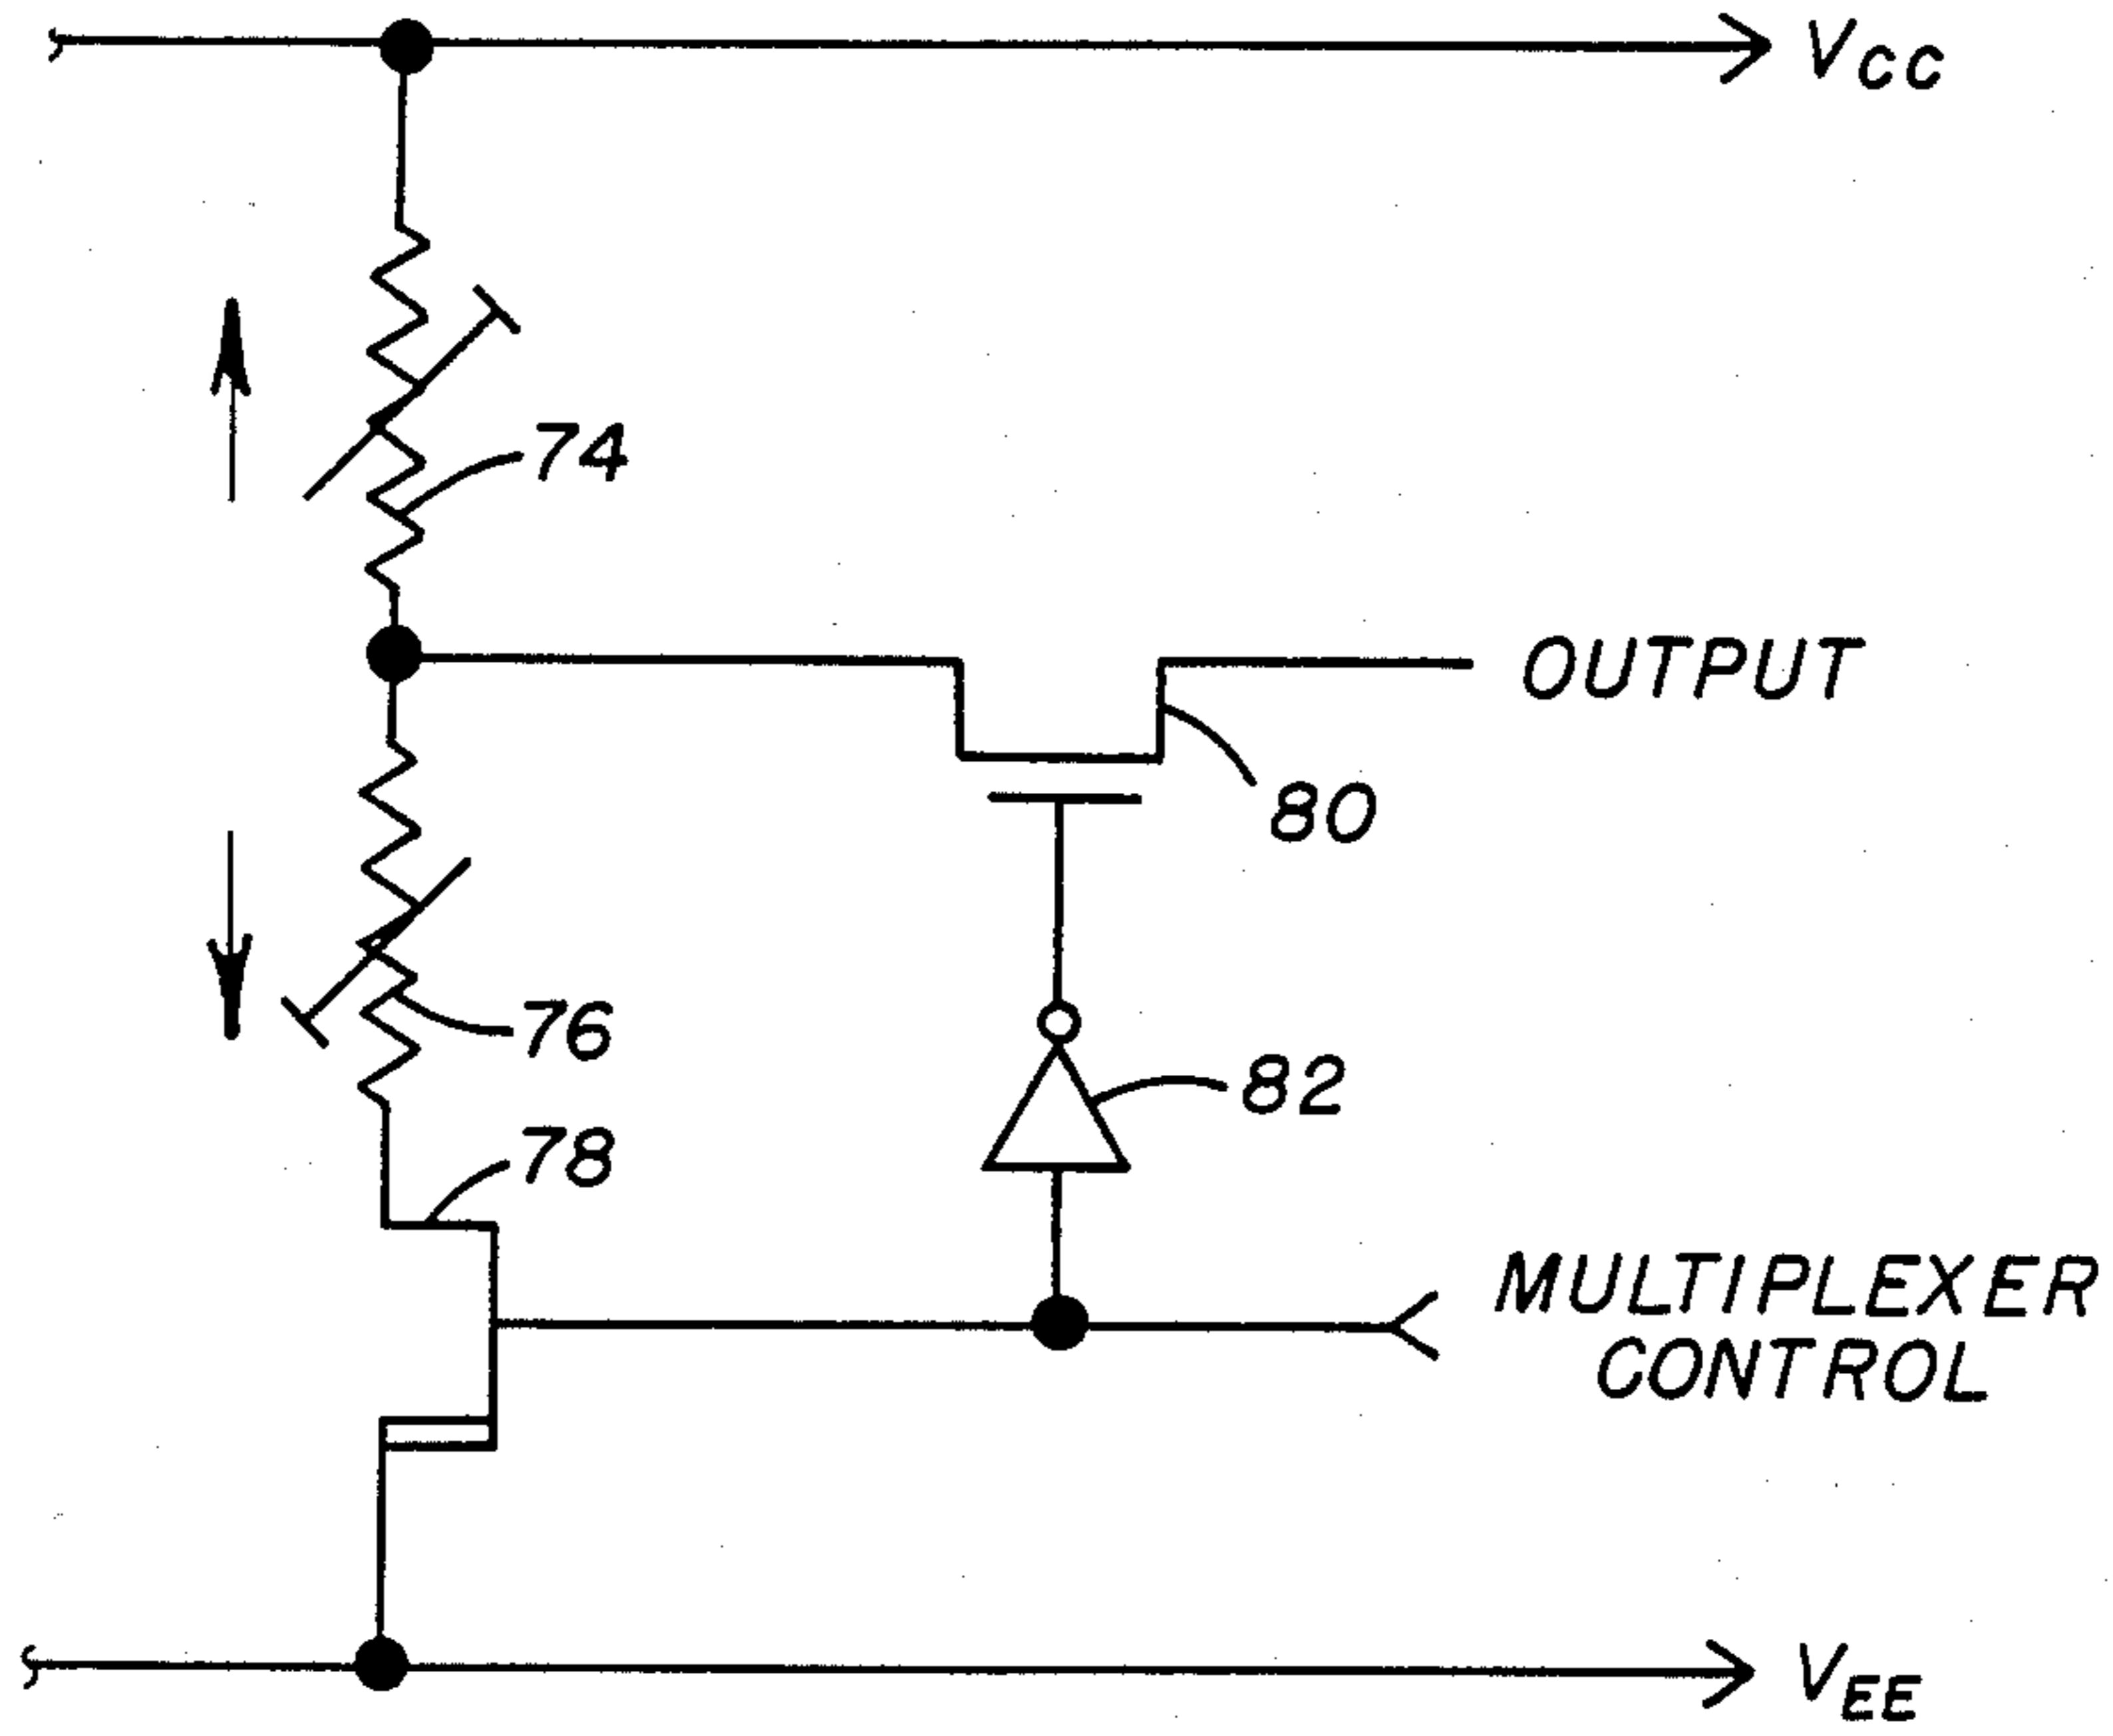 VCC
74
OUTPUT
80
76
82
78
MULTIPLEXER
CONTROL
VEE